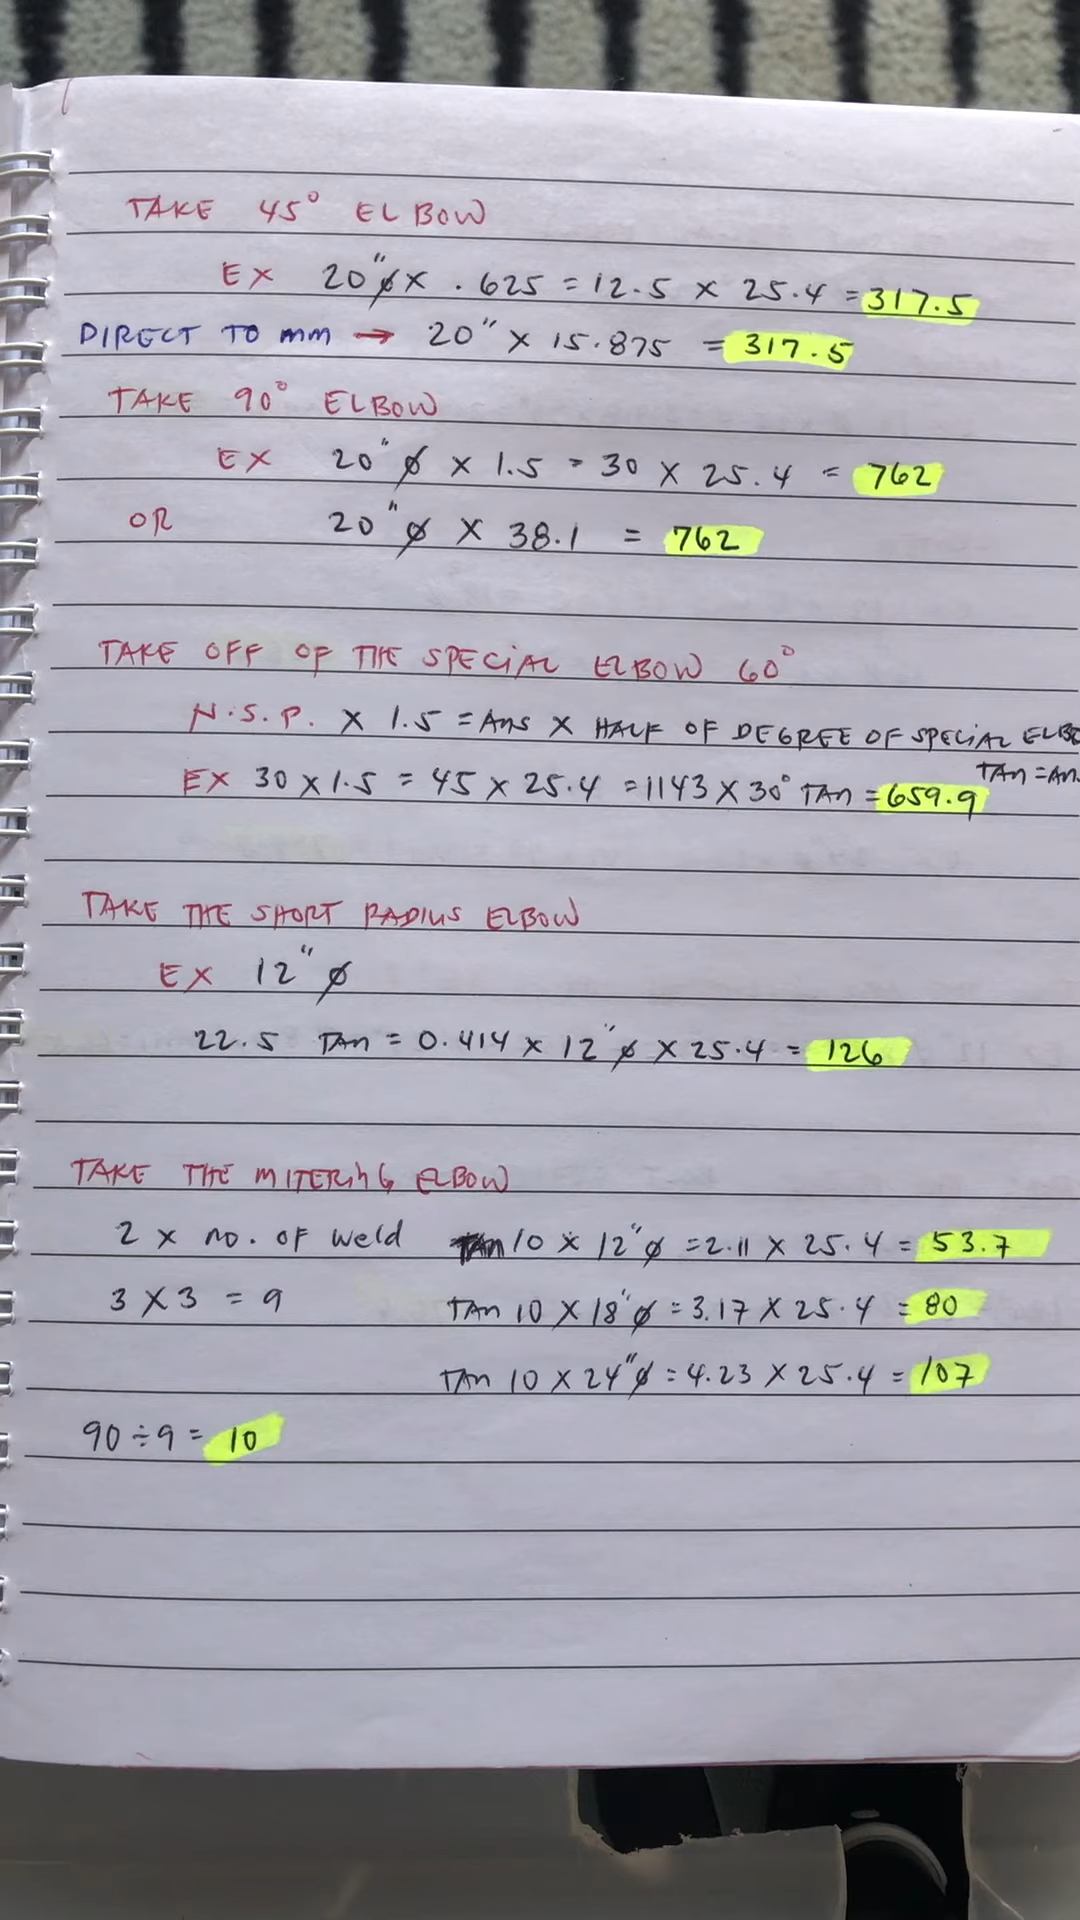 TAKE 45° ELBOW
EX 20"ϕ x .625 = 12.5 x 25.4 = 317.5
DIRECT TO mm → 20" x 15.875 = 317.5
TAKE 90° ELBOW
EX 20"ϕ x 1.5 = 30 x 25.4 = 762
OR 20"ϕ x 38.1 = 762
TAKE OFF OF THE SPECIAL ELBOW 60°
N.S.P. x 1.5 = Ans x HALF OF DEGREE OF SPECIAL ELBO
TAn = An
EX 30 x 1.5 = 45 x 25.4 = 1143 x 30° TAn = 659.9
TAKE THE SHORT RADIUS ELBOW
EX 12"ϕ
22.5 TAn = 0.414 x 12"ϕ x 25.4 = 126
TAKE THE MITERING ELBOW
2 x no. of weld TAn 10 x 12"ϕ = 2.11 x 25.4 = 53.7
3 x 3 = 9 TAn 10 x 18"ϕ = 3.17 x 25.4 = 80
TAn 10 x 24"ϕ = 4.23 x 25.4 = 107
90 ÷ 9 = 10